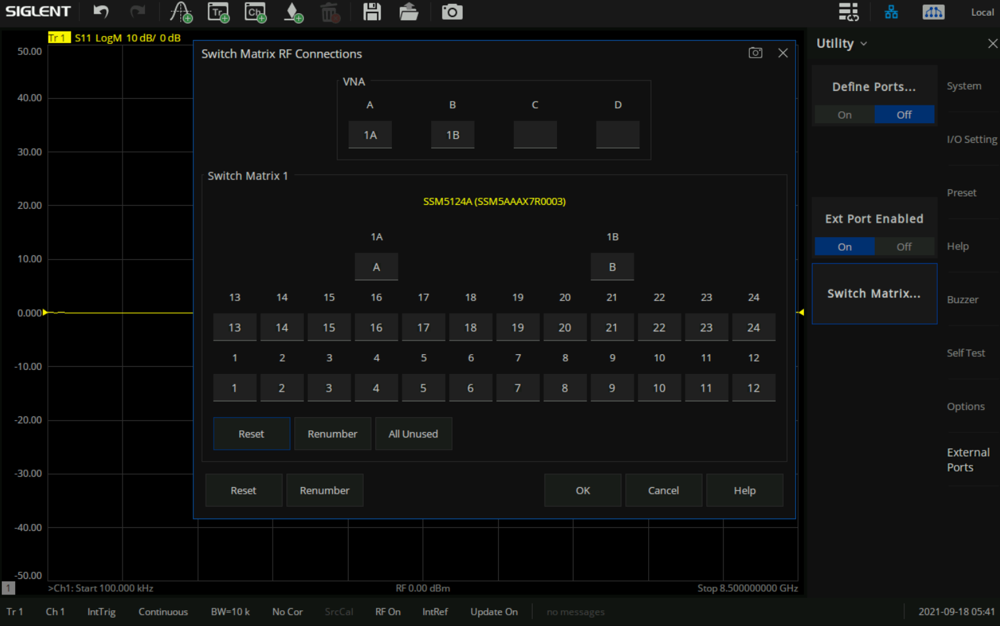 SIGLENT Tr Ch Local
Tr 1 S11 LogM 10 dB/ 0 dB
50.00
40.00
30.00
20.00
10.00
0.000
-10.00
-20.00
-30.00
-40.00
-50.00
Switch Matrix RF Connections
VNA
A B C D
1A 1B
Switch Matrix 1
SSM5124A (SSM5AAAX7R0003)
1A 1B
A B
13 14 15 16 17 18 19 20 21 22 23 24
13 14 15 16 17 18 19 20 21 22 23 24
1 2 3 4 5 6 7 8 9 10 11 12
1 2 3 4 5 6 7 8 9 10 11 12
Reset Renumber All Unused
Reset Renumber OK Cancel Help
Utility
Define Ports...
On Off
Ext Port Enabled
On Off
Switch Matrix...
System
I/O Setting
Preset
Help
Buzzer
Self Test
Options
External
Ports
1 >Ch1: Start 100.000 kHz RF 0.00 dBm Stop 8.500000000 GHz
Tr 1 Ch 1 IntTrig Continuous BW=10 k No Cor SrcCal RF On IntRef Update On no messages 2021-09-18 05:41